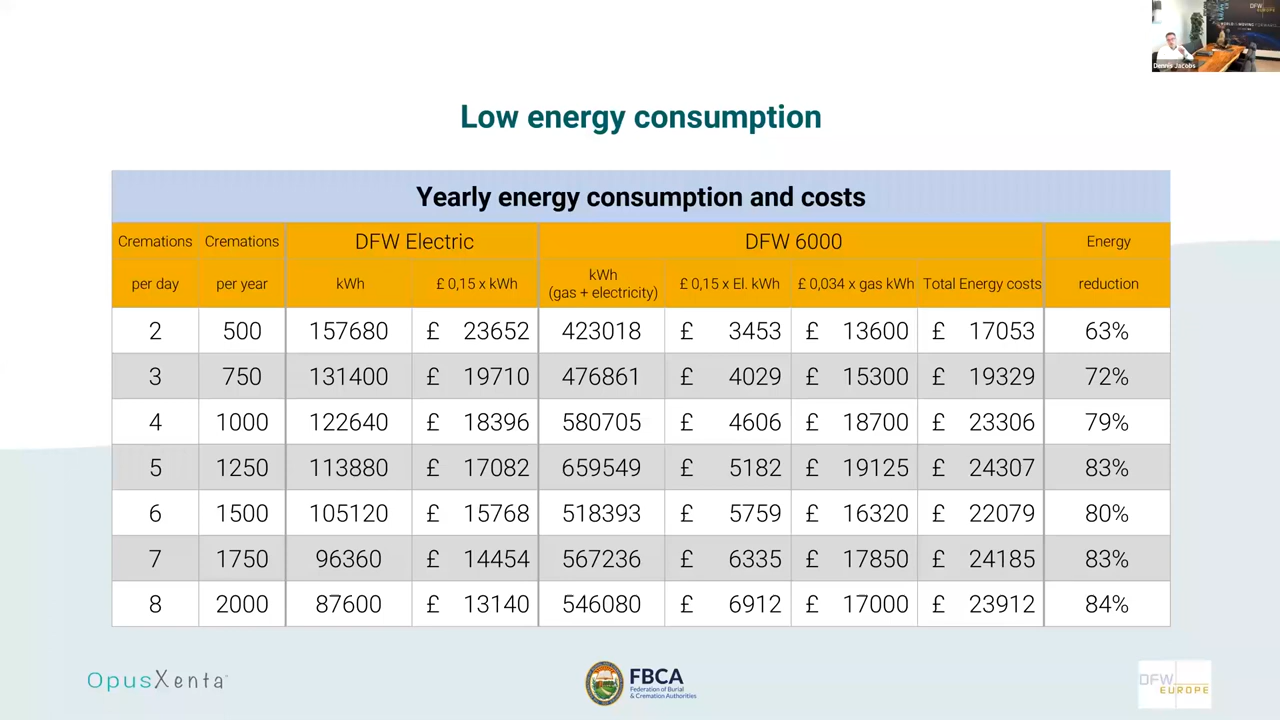 DFW
EUROPE
Dennis Jacobs
Low energy consumption
Yearly energy consumption and costs
Cremations Cremations DFW Electric DFW 6000 Energy
per day per year kWh £ 0,15 x kWh kWh (gas + electricity) £ 0,15 x El. kWh £ 0,034 x gas kWh Total Energy costs reduction
2 500 157680 £ 23652 423018 £ 3453 £ 13600 £ 17053 63%
3 750 131400 £ 19710 476861 £ 4029 £ 15300 £ 19329 72%
4 1000 122640 £ 18396 580705 £ 4606 £ 18700 £ 23306 79%
5 1250 113880 £ 17082 659549 £ 5182 £ 19125 £ 24307 83%
6 1500 105120 £ 15768 518393 £ 5759 £ 16320 £ 22079 80%
7 1750 96360 £ 14454 567236 £ 6335 £ 17850 £ 24185 83%
8 2000 87600 £ 13140 546080 £ 6912 £ 17000 £ 23912 84%
OpusXenta
FBCA
Federation of Burial
& Cremation Authorities
DFW
EUROPE